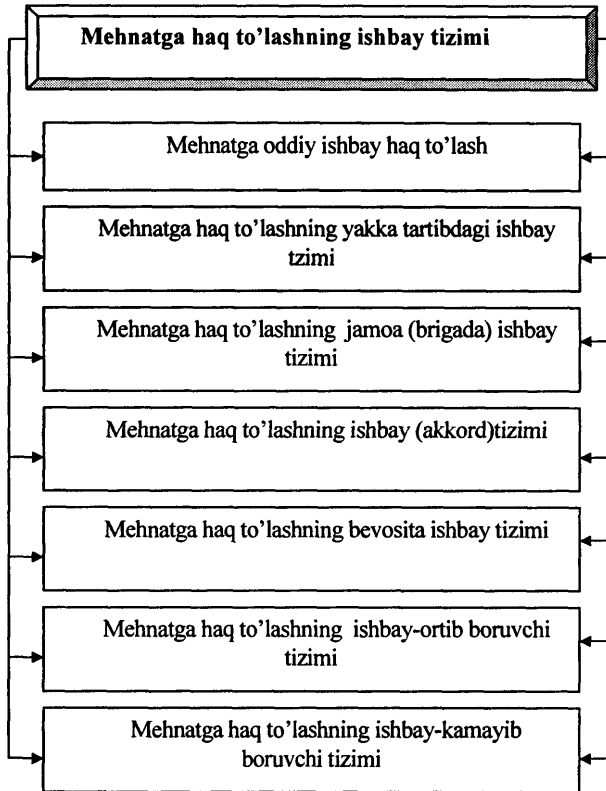 Mehnatga haq to'lashning ishbay tizimi
Mehnatga oddiy ishbay haq to'lash
Mehnatga haq to'lashning yakka tartibdagi ishbay
tzimi
Mehnatga haq to'lashning jamoa (brigada) ishbay
tizimi
Mehnatga haq to'lashning ishbay (akkord)tizimi
Mehnatga haq to'lashning bevosita ishbay tizimi
Mehnatga haq to'lashning ishbay-ortib boruvchi
tizimi
Mehnatga haq to'lashning ishbay-kamayib
boruvchi tizimi